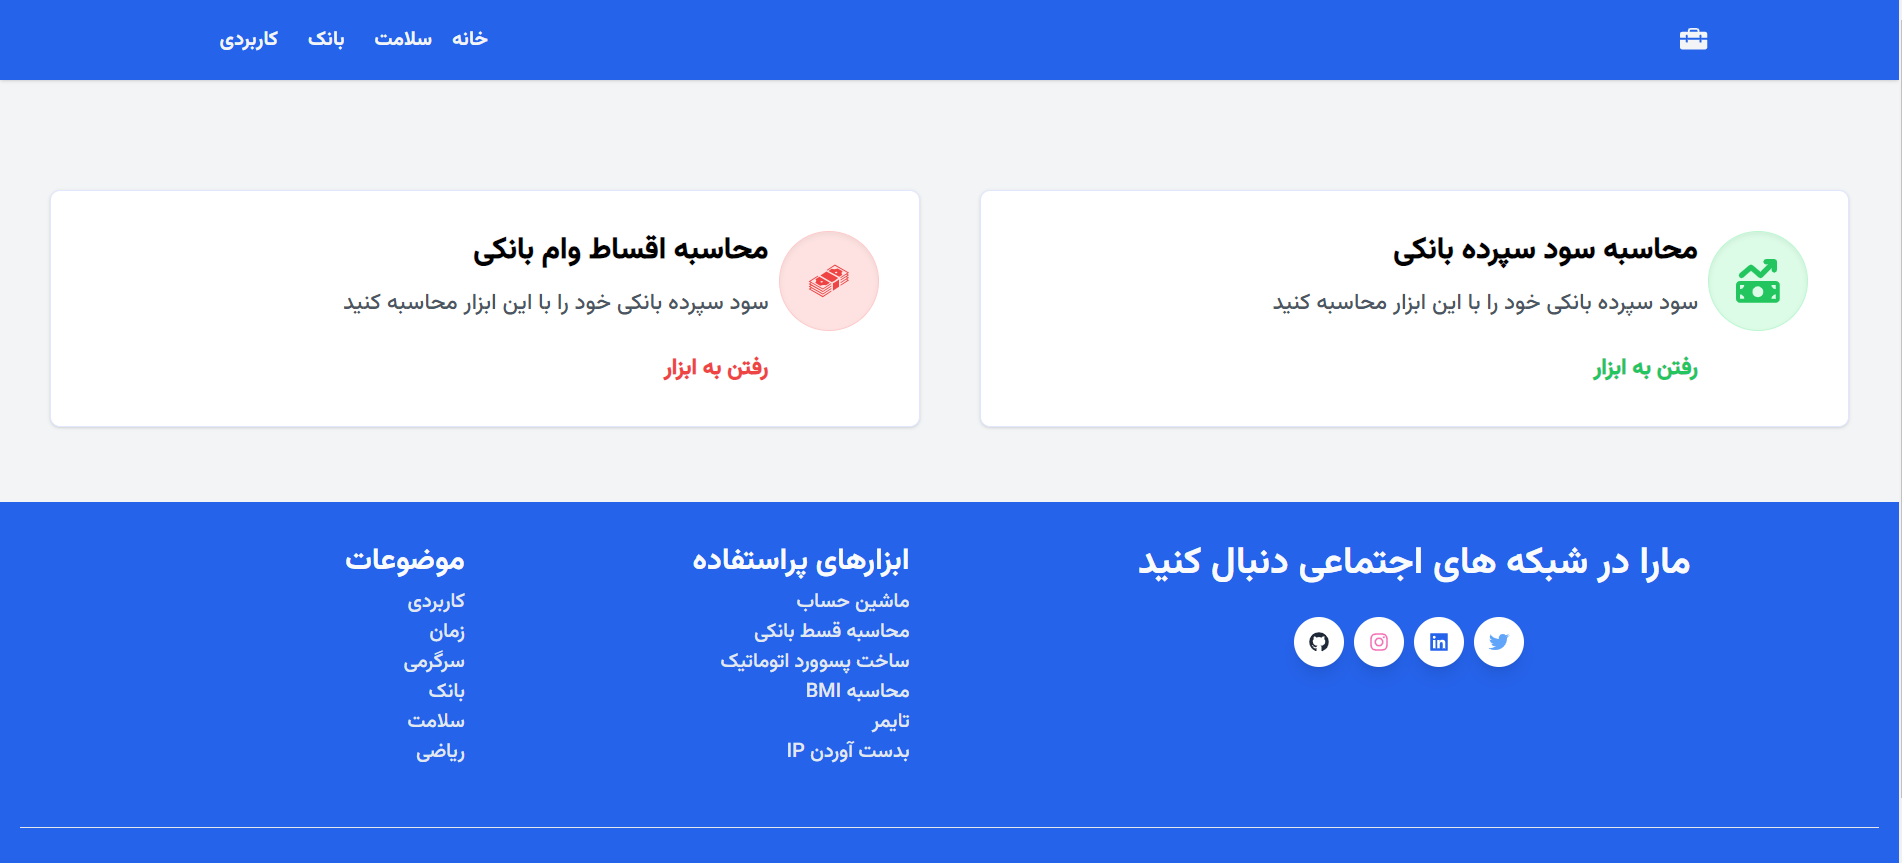 خانه
سلامت
بانک
کاربردی
محاسبه سود سپرده بانکی
سود سپرده بانکی خود را با این ابزار محاسبه کنید
رفتن به ابزار
محاسبه اقساط وام بانکی
سود سپرده بانکی خود را با این ابزار محاسبه کنید
رفتن به ابزار
مارا در شبکه های اجتماعی دنبال کنید
ابزارهای پراستفاده
ماشین حساب
محاسبه قسط بانکی
ساخت پسوورد اتوماتیک
محاسبه BMI
تایمر
بدست آوردن IP
موضوعات
کاربردی
زمان
سرگرمی
بانک
سلامت
ریاضی